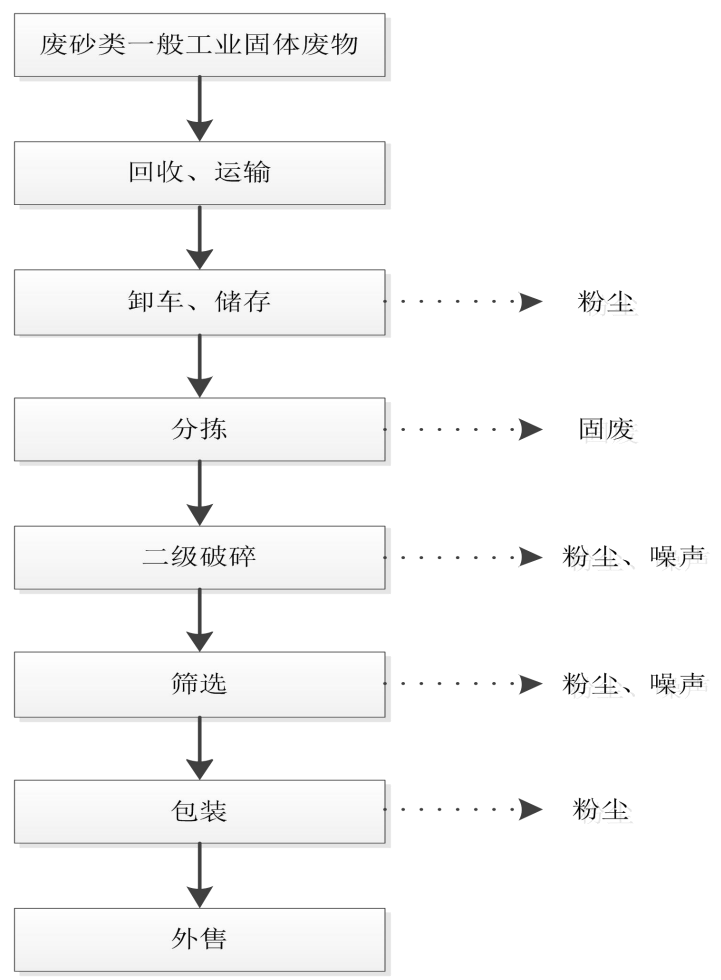 废砂类一般工业固体废物
回收、运输
卸车、储存
粉尘
分拣
固废
二级破碎
粉尘、噪声
筛选
粉尘、噪声
包装
粉尘
外售